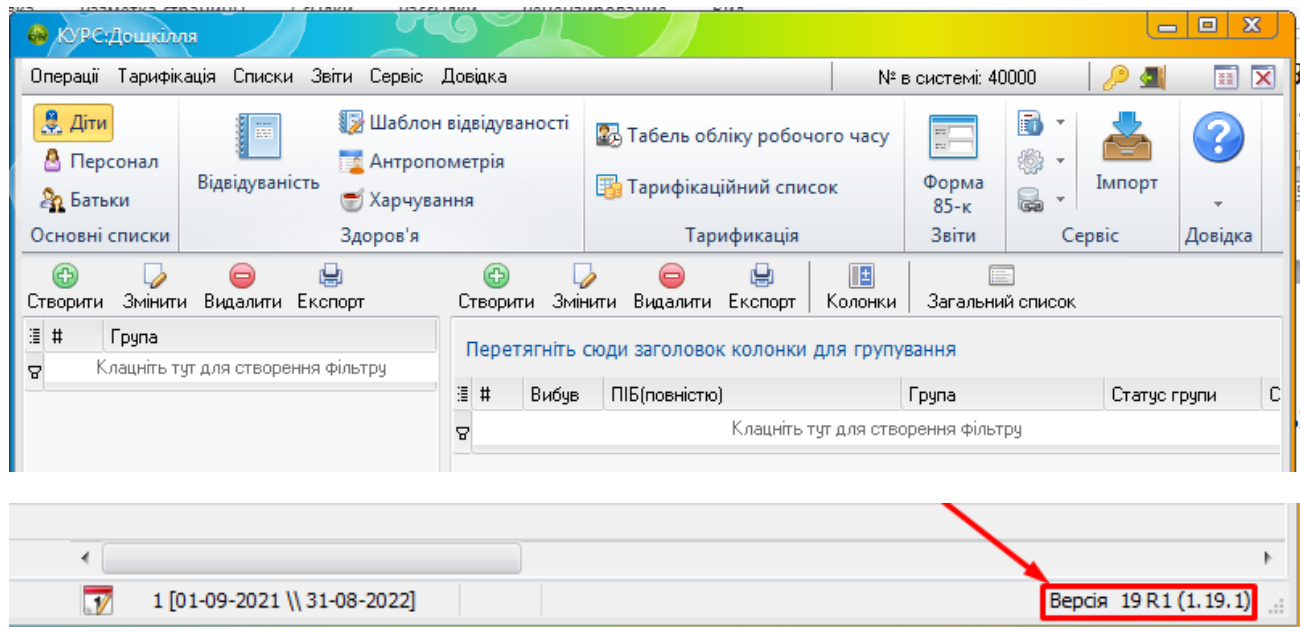 КУРС:Дошкілля
Операції Тарифікація Списки Звіти Сервіс Довідка № в системі: 40000
Діти
Персонал
Батьки
Основні списки
Відвідуваність
Шаблон відвідуваності
Антропометрія
Харчування
Здоров'я
Табель обліку робочого часу
Тарифікаційний список
Тарификація
Форма
85-к
Звіти
Сервіс
Імпорт
Довідка
Створити Змінити Видалити Експорт
Створити Змінити Видалити Експорт Колонки Загальний список
# Група
Клацніть тут для створення фільтру
Перетягніть сюди заголовок колонки для групування
# Вибув ПІБ(повністю) Група Статус групи С
Клацніть тут для створення фільтру
1 [01-09-2021 \\ 31-08-2022]
Версія 19 R1 (1.19.1)